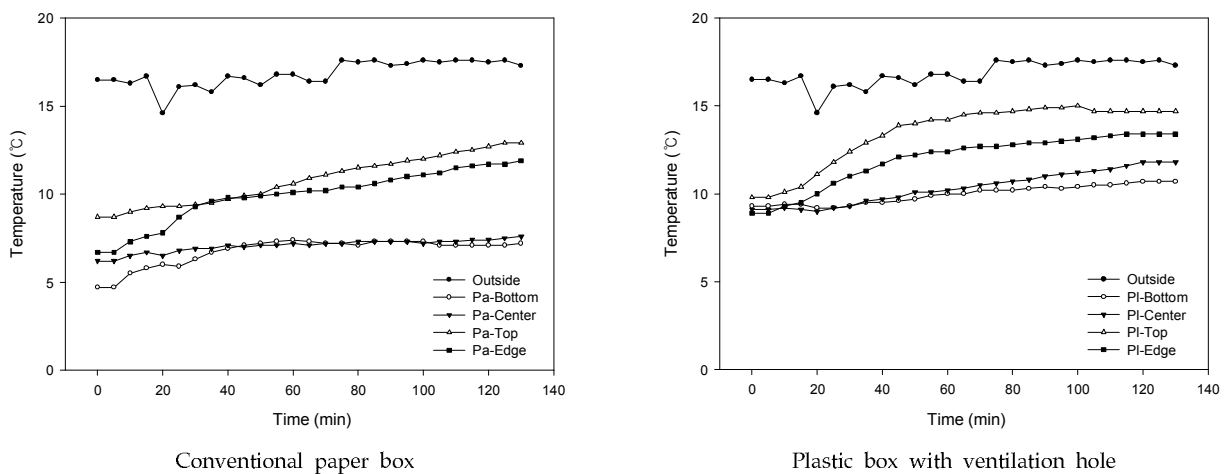 20
15
10
5
0
Temperature (℃)
0 20 40 60 80 100 120 140
Time (min)
Outside
Pa-Bottom
Pa-Center
Pa-Top
Pa-Edge
Conventional paper box
20
15
10
5
0
Temperature (℃)
0 20 40 60 80 100 120 140
Time (min)
Outside
Pl-Bottom
Pl-Center
Pl-Top
Pl-Edge
Plastic box with ventilation hole